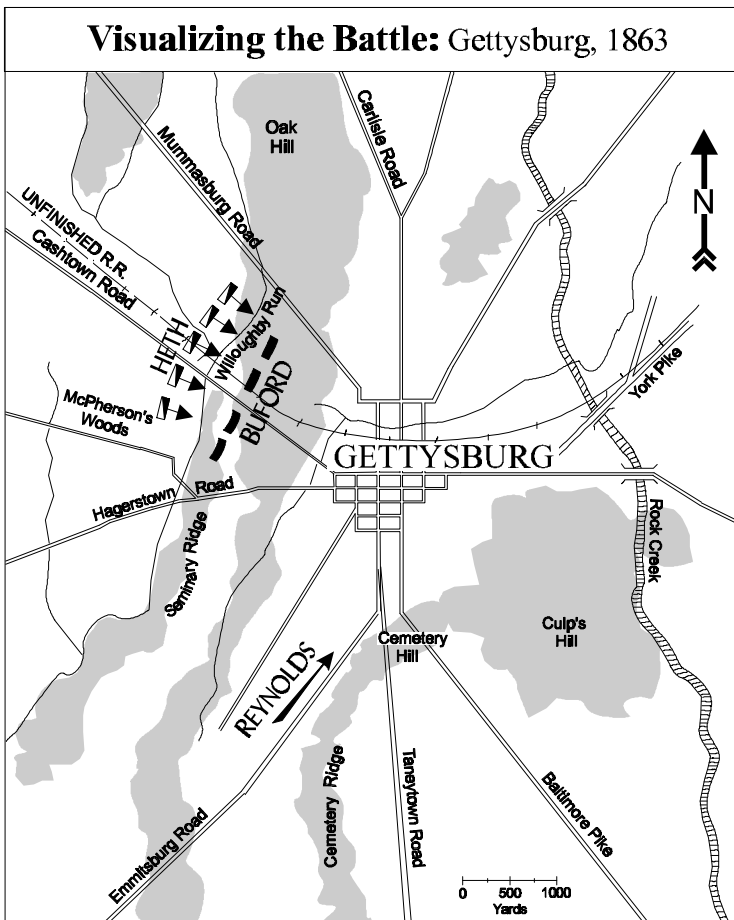 Visualizing the Battle: Gettysburg, 1863
Oak
Hill
Carlisle Road
Mummasburg Road
N
UNFINISHED R.R.
Cashtown Road
HETH
Willoughby Run
BUFORD
McPherson's
Woods
York Pike
GETTYSBURG
Hagerstown Road
Seminary Ridge
Rock Creek
Culp's
Hill
Cemetery
Hill
REYNOLDS
Cemetery Ridge
Taneytown Road
Baltimore Pike
Emmitsburg Road
0 500 1000
Yards